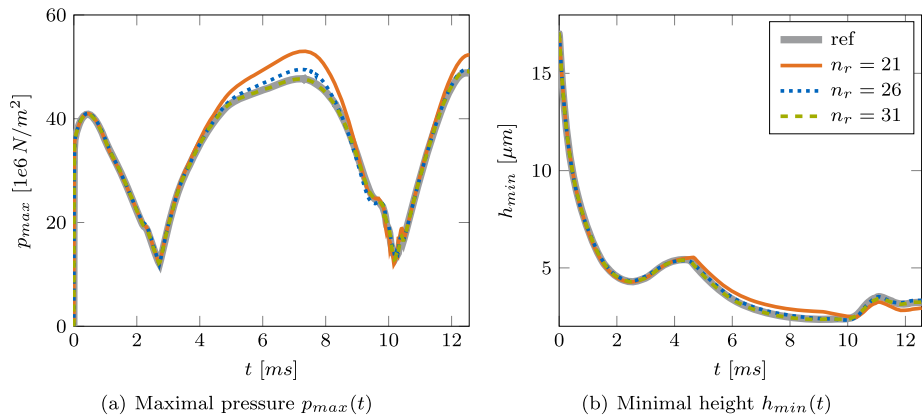 60
40
20
0
0 2 4 6 8 10 12
p_max [1e6 N/m^2]
t [ms]
(a) Maximal pressure p_max(t)
15
10
5
0 2 4 6 8 10 12
h_min [μm]
t [ms]
ref
n_r = 21
n_r = 26
n_r = 31
(b) Minimal height h_min(t)